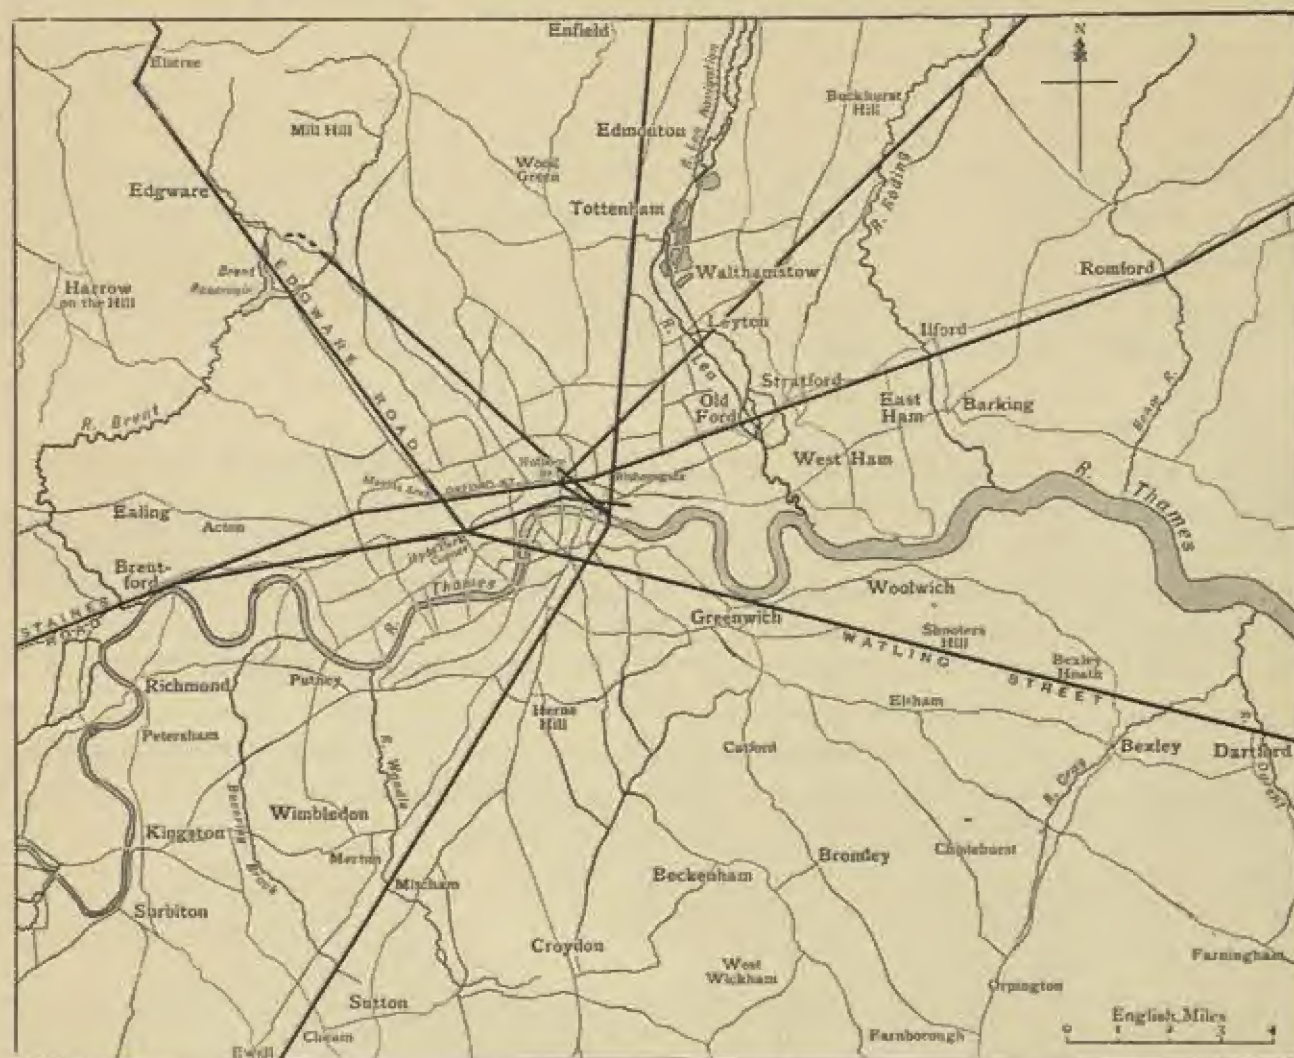 Enfield
N
Elstree
Mill Hill
Edmonton
R. Lea Navigation
Buckhurst
Hill
Wood
Green
Edgware
Tottenham
R. Roding
Harrow
on the Hill
Brent
Reservoir
EDGWARE ROAD
Walthamstow
Romford
Leyton
Ilford
R. Lea
Stratford
Old
Ford
East
Ham
Barking
Beam R.
R. Brent
West Ham
OXFORD ST.
Bishopsgate
R. Thames
Ealing
Acton
Hyde Park
Corner
Brent-
ford
R. Thames
Woolwich
STAINES
ROAD
Greenwich
Shooters
Hill
WATLING STREET
Bexley
Heath
Richmond
Putney
Herne
Hill
Eltham
Petersham
R. Wandle
Catford
Bexley
Dartford
R. Cray
R. Darent
Beverley Brook
Wimbledon
Kingston
Merton
Mitcham
Beckenham
Bromley
Chislehurst
Surbiton
Croydon
West
Wickham
Farningham
Orpington
Sutton
Cheam
Ewell
Farnborough
English Miles
0 1 2 3 4